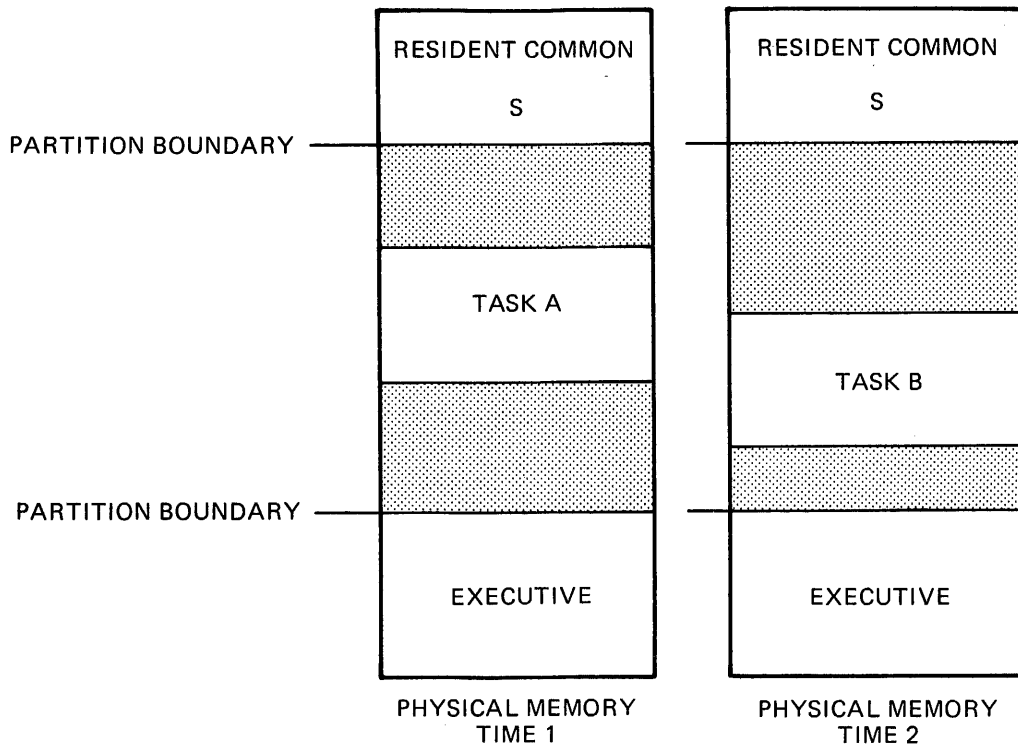 RESIDENT COMMON
S
PARTITION BOUNDARY
TASK A
PARTITION BOUNDARY
EXECUTIVE
PHYSICAL MEMORY
TIME 1
RESIDENT COMMON
S
TASK B
EXECUTIVE
PHYSICAL MEMORY
TIME 2